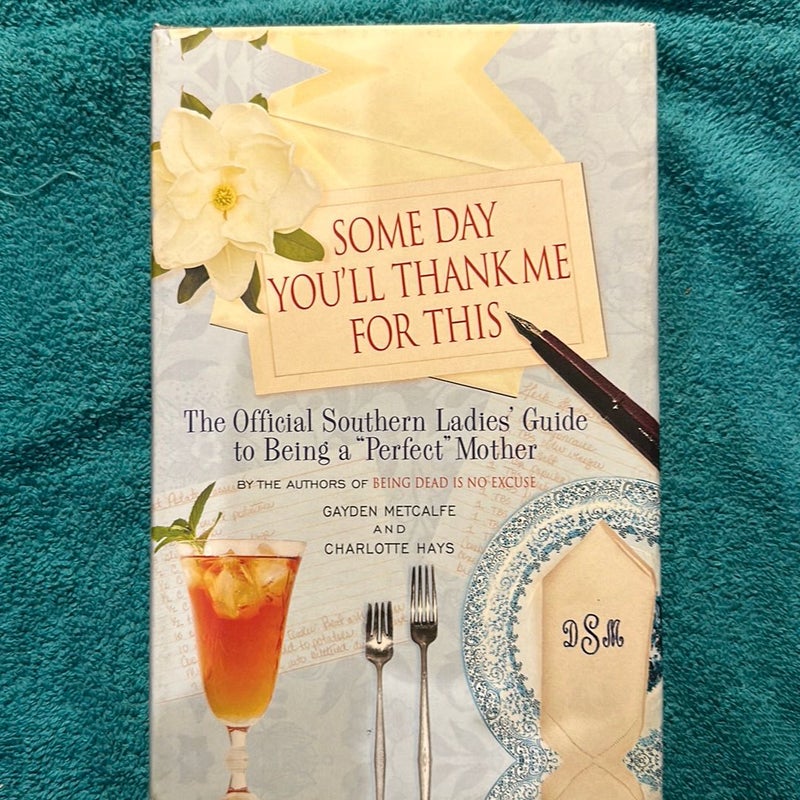 SOME DAY
YOU'LL THANK ME
FOR THIS
The Official Southern Ladies' Guide
to Being a "Perfect" Mother
BY THE AUTHORS OF BEING DEAD IS NO EXCUSE
GAYDEN METCALFE
AND
CHARLOTTE HAYS
DSM